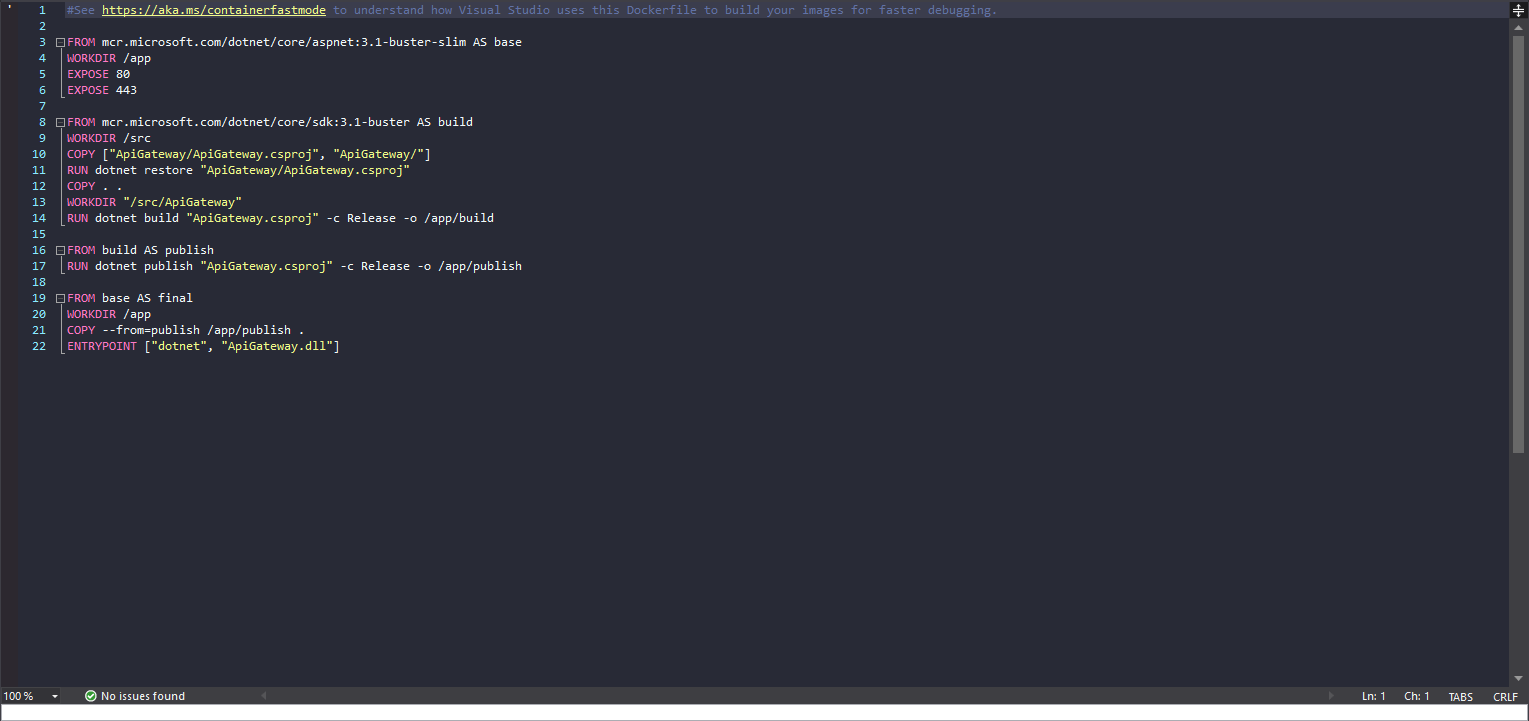 1 #See https://aka.ms/containerfastmode to understand how Visual Studio uses this Dockerfile to build your images for faster debugging.
2
3 FROM mcr.microsoft.com/dotnet/core/aspnet:3.1-buster-slim AS base
4 WORKDIR /app
5 EXPOSE 80
6 EXPOSE 443
7
8 FROM mcr.microsoft.com/dotnet/core/sdk:3.1-buster AS build
9 WORKDIR /src
10 COPY ["ApiGateway/ApiGateway.csproj", "ApiGateway/"]
11 RUN dotnet restore "ApiGateway/ApiGateway.csproj"
12 COPY . .
13 WORKDIR "/src/ApiGateway"
14 RUN dotnet build "ApiGateway.csproj" -c Release -o /app/build
15
16 FROM build AS publish
17 RUN dotnet publish "ApiGateway.csproj" -c Release -o /app/publish
18
19 FROM base AS final
20 WORKDIR /app
21 COPY --from=publish /app/publish .
22 ENTRYPOINT ["dotnet", "ApiGateway.dll"]
100 % No issues found Ln: 1 Ch: 1 TABS CRLF